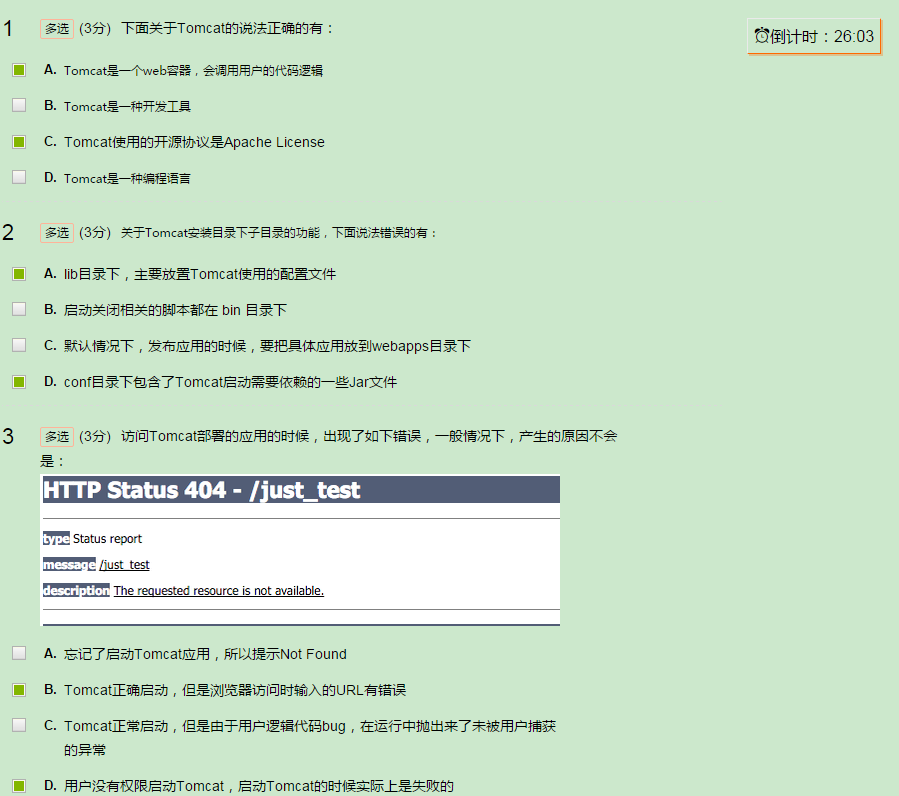 1 多选 (3分) 下面关于Tomcat的说法正确的有：
倒计时：26:03
A. Tomcat是一个web容器，会调用用户的代码逻辑
B. Tomcat是一种开发工具
C. Tomcat使用的开源协议是Apache License
D. Tomcat是一种编程语言
2 多选 (3分) 关于Tomcat安装目录下子目录的功能，下面说法错误的有：
A. lib目录下，主要放置Tomcat使用的配置文件
B. 启动关闭相关的脚本都在 bin 目录下
C. 默认情况下，发布应用的时候，要把具体应用放到webapps目录下
D. conf目录下包含了Tomcat启动需要依赖的一些Jar文件
3 多选 (3分) 访问Tomcat部署的应用的时候，出现了如下错误，一般情况下，产生的原因不会
是：
HTTP Status 404 - /just_test
type Status report
message /just_test
description The requested resource is not available.
A. 忘记了启动Tomcat应用，所以提示Not Found
B. Tomcat正确启动，但是浏览器访问时输入的URL有错误
C. Tomcat正常启动，但是由于用户逻辑代码bug，在运行中抛出来了未被用户捕获
的异常
D. 用户没有权限启动Tomcat，启动Tomcat的时候实际上是失败的